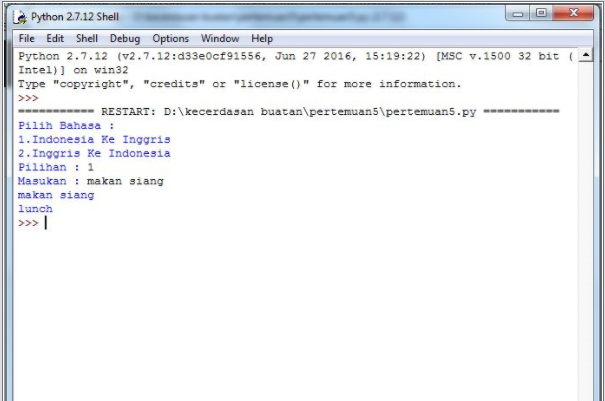 Python 2.7.12 Shell
File Edit Shell Debug Options Window Help
Python 2.7.12 (v2.7.12:d33e0cf91556, Jun 27 2016, 15:19:22) [MSC v.1500 32 bit (
Intel)] on win32
Type "copyright", "credits" or "license()" for more information.
>>>
=========== RESTART: D:\kecerdasan buatan\pertemuan5\pertemuan5.py ===========
Pilih Bahasa :
1.Indonesia Ke Inggris
2.Inggris Ke Indonesia
Pilihan : 1
Masukan : makan siang
makan siang
lunch
>>>